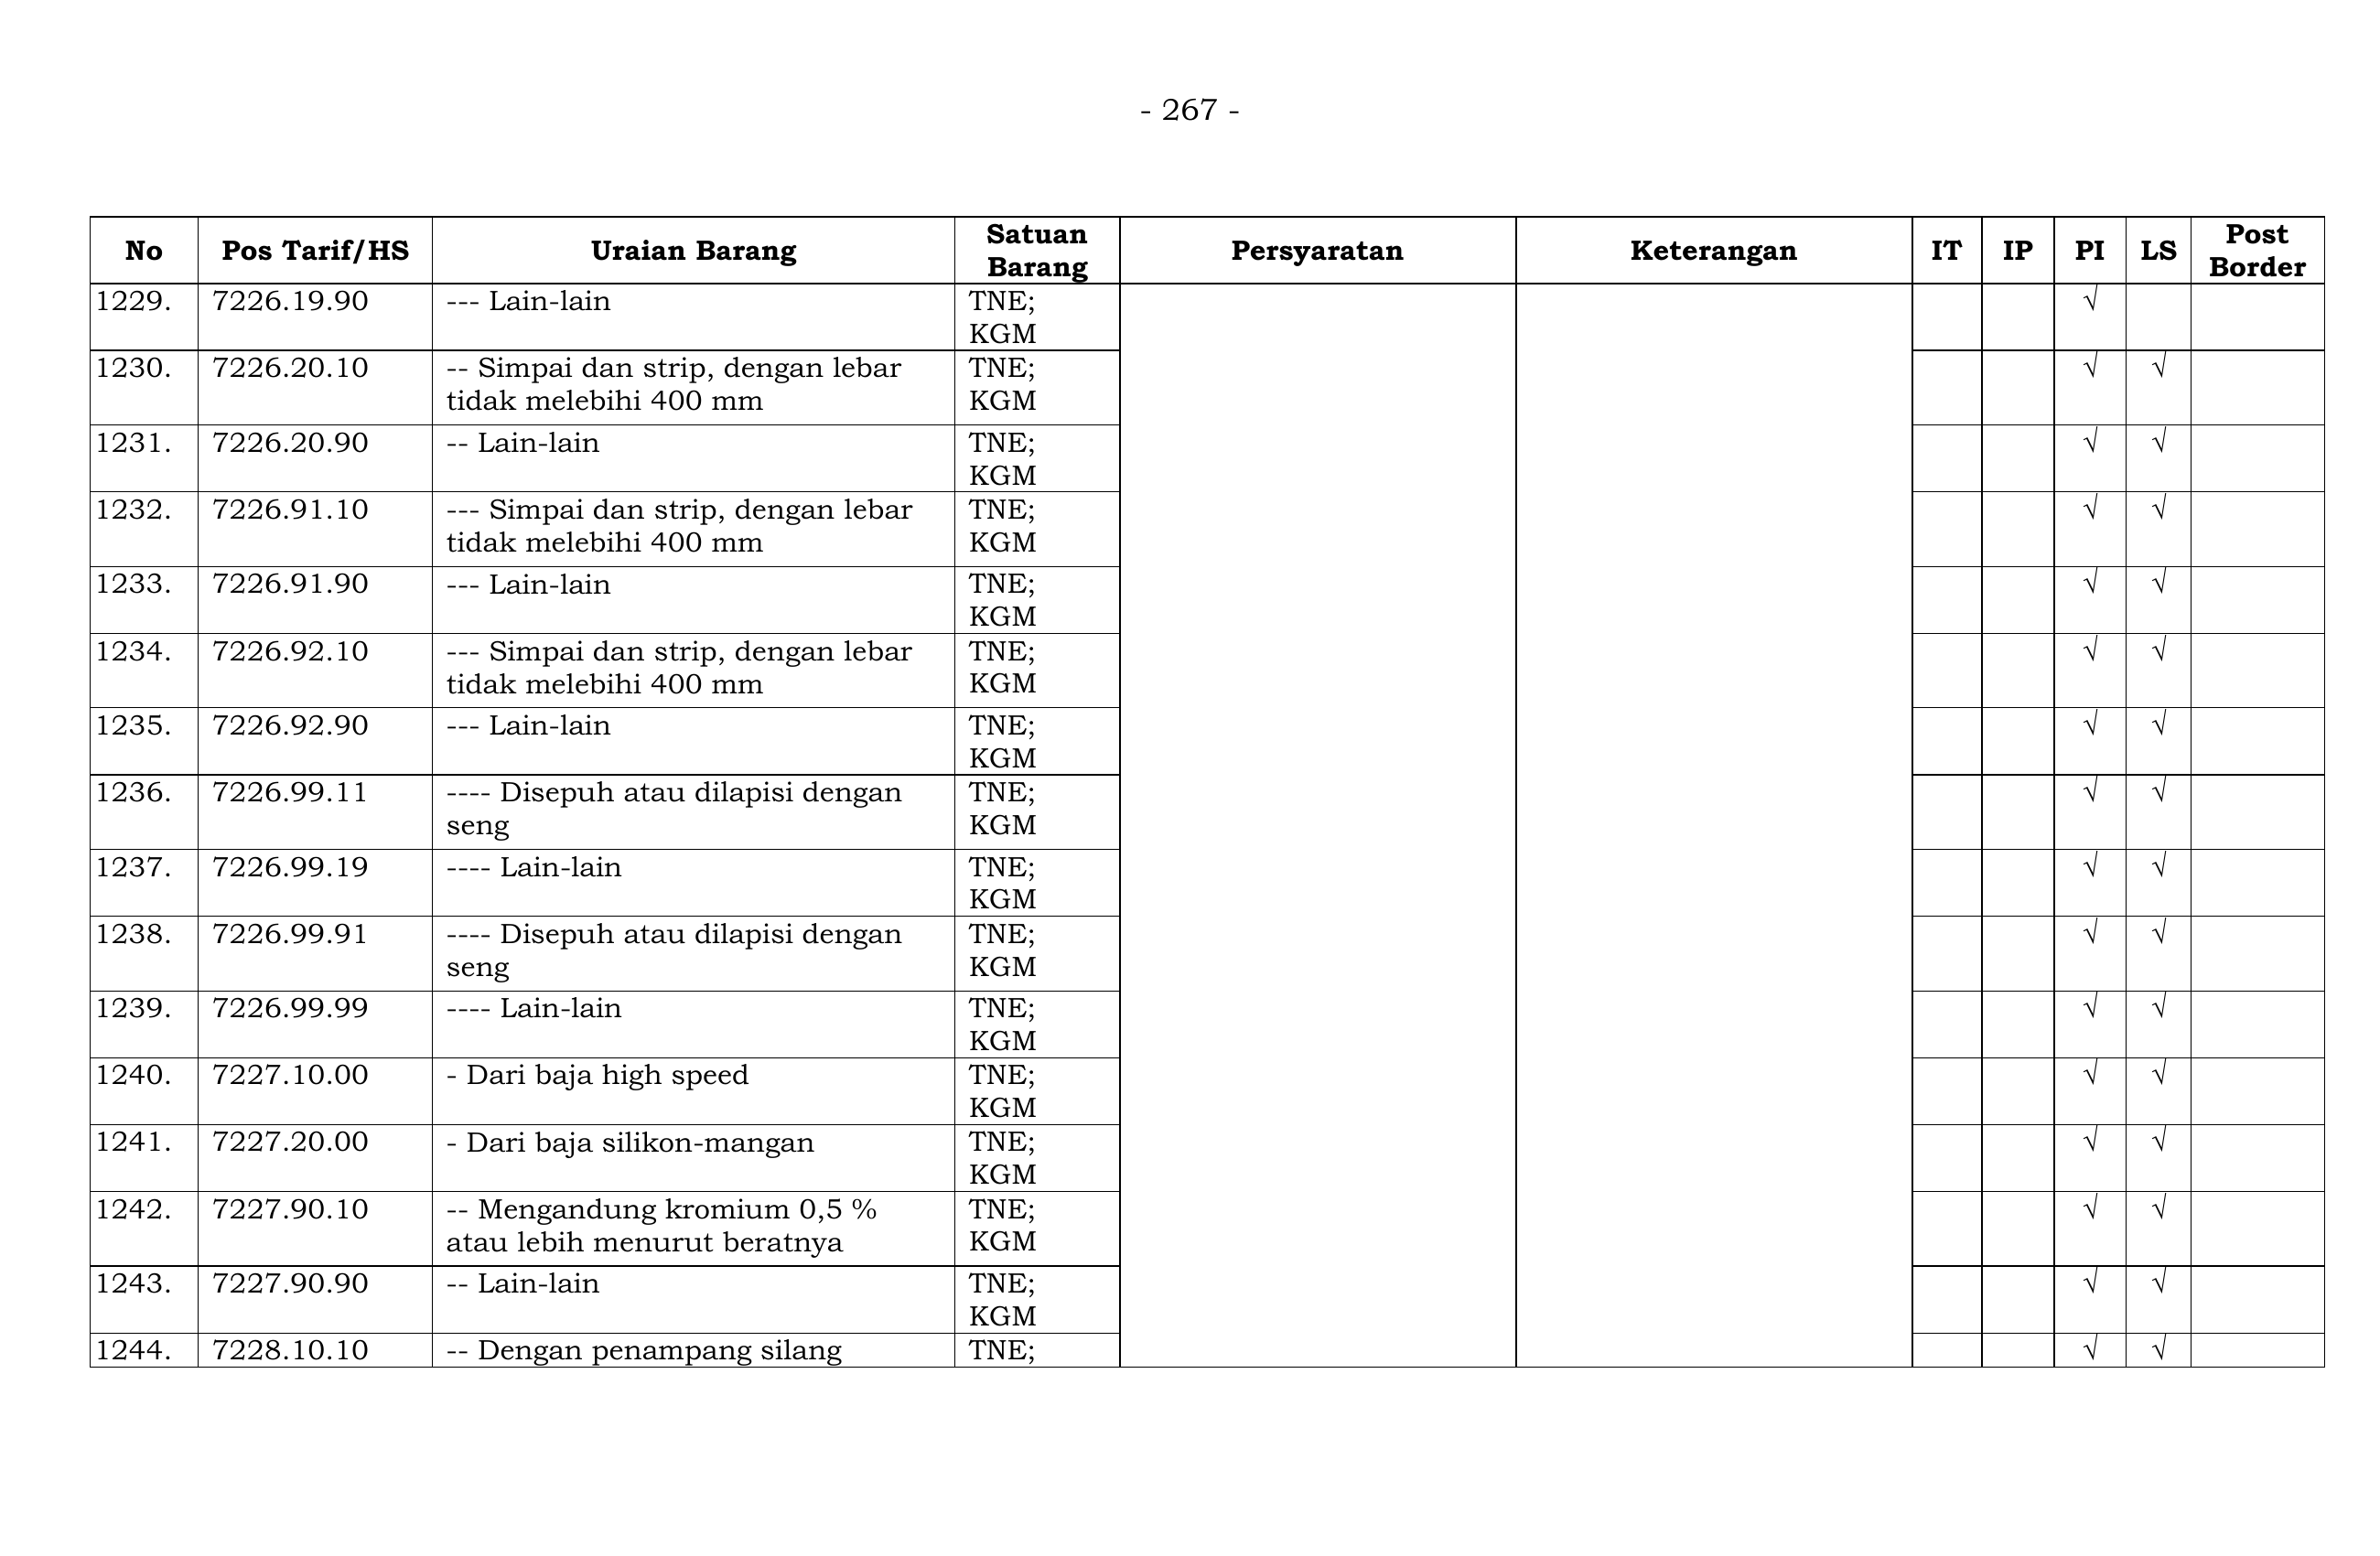 - 267 -
No Pos Tarif/HS Uraian Barang Satuan Barang Persyaratan Keterangan IT IP PI LS Post Border
1229. 7226.19.90 --- Lain-lain TNE; √
KGM
1230. 7226.20.10 -- Simpai dan strip, dengan lebar TNE; √ √
tidak melebihi 400 mm KGM
1231. 7226.20.90 -- Lain-lain TNE; √ √
KGM
1232. 7226.91.10 --- Simpai dan strip, dengan lebar TNE; √ √
tidak melebihi 400 mm KGM
1233. 7226.91.90 --- Lain-lain TNE; √ √
KGM
1234. 7226.92.10 --- Simpai dan strip, dengan lebar TNE; √ √
tidak melebihi 400 mm KGM
1235. 7226.92.90 --- Lain-lain TNE; √ √
KGM
1236. 7226.99.11 ---- Disepuh atau dilapisi dengan TNE; √ √
seng KGM
1237. 7226.99.19 ---- Lain-lain TNE; √ √
KGM
1238. 7226.99.91 ---- Disepuh atau dilapisi dengan TNE; √ √
seng KGM
1239. 7226.99.99 ---- Lain-lain TNE; √ √
KGM
1240. 7227.10.00 - Dari baja high speed TNE; √ √
KGM
1241. 7227.20.00 - Dari baja silikon-mangan TNE; √ √
KGM
1242. 7227.90.10 -- Mengandung kromium 0,5 % TNE; √ √
atau lebih menurut beratnya KGM
1243. 7227.90.90 -- Lain-lain TNE; √ √
KGM
1244. 7228.10.10 -- Dengan penampang silang TNE; √ √